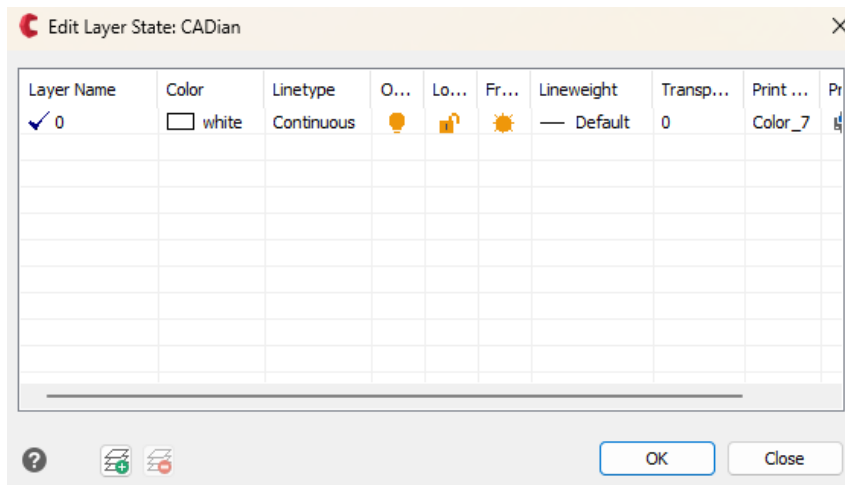 Edit Layer State: CADian
Layer Name Color Linetype O... Lo... Fr... Lineweight Transp... Print ... Pr
0 white Continuous Default 0 Color_7
?
OK Close